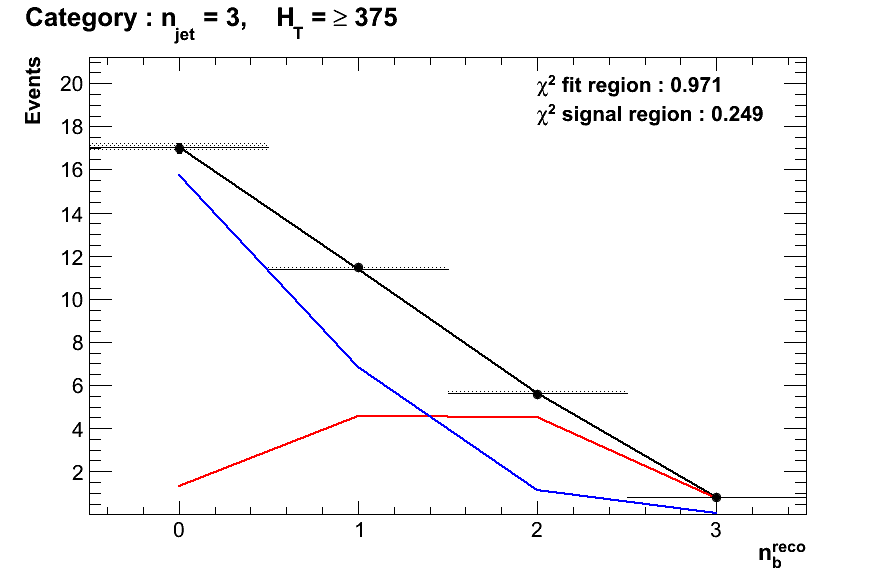 Category : n_jet = 3, H_T = ≥ 375
Events
χ² fit region : 0.971
χ² signal region : 0.249
20
18
16
14
12
10
8
6
4
2
0 1 2 3
n_b^reco